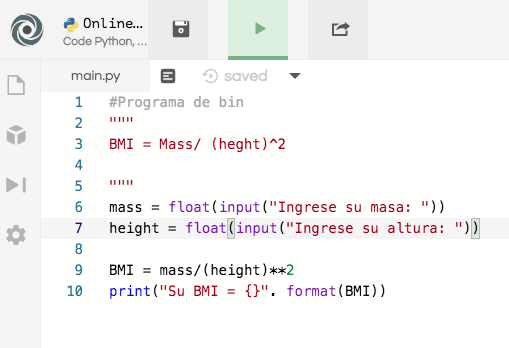 Online...
Code Python, ...
main.py
saved
1 #Programa de bin
2 """
3 BMI = Mass/ (heght)^2
4
5 """
6 mass = float(input("Ingrese su masa: "))
7 height = float(input("Ingrese su altura: "))
8
9 BMI = mass/(height)**2
10 print("Su BMI = {}". format(BMI))